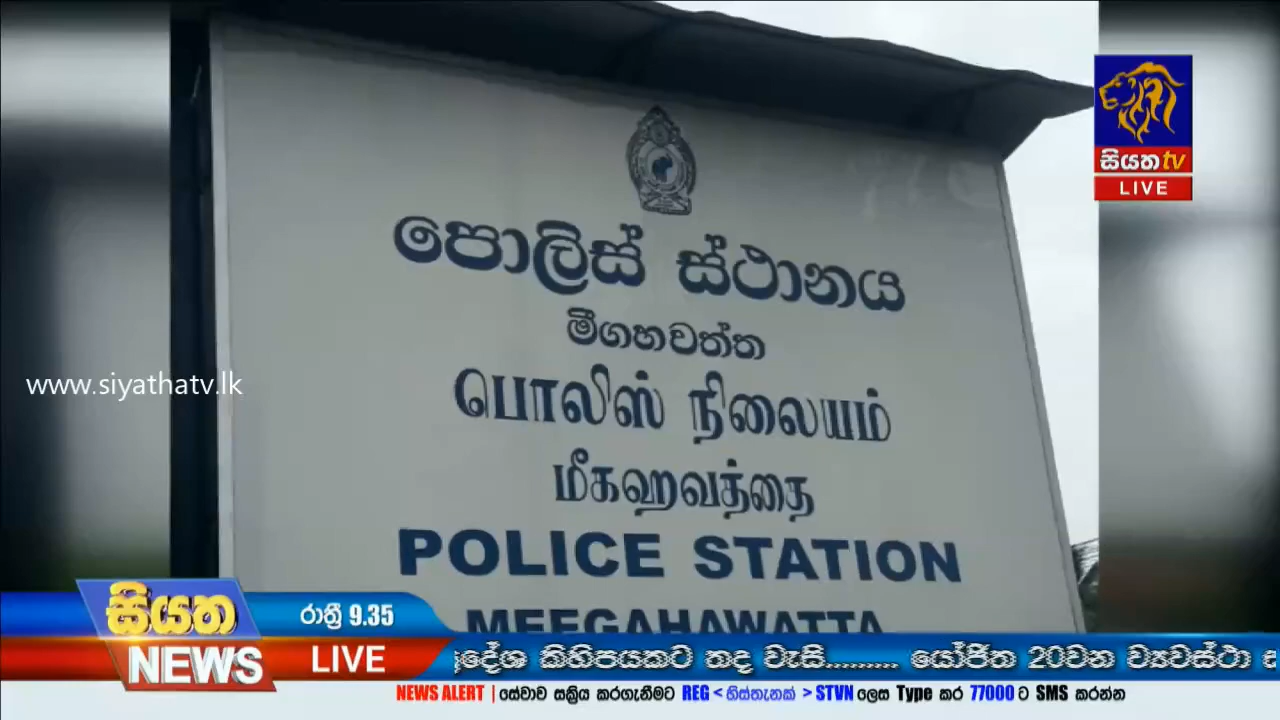 සියත tv
LIVE
පොලිස් ස්ථානය
මීගහවත්ත
பொலிஸ் நிலையம்
மீகஹவத்தை
POLICE STATION
MEEGAHAWATTA
www.siyathatv.lk
සියත
NEWS
රාත්‍රී 9.35
LIVE
කිහිපයකට තද වැසි......... යෝජිත 20වන ව්‍යවස්ථා
NEWS ALERT | සේවාව සක්‍රිය කරගැනීමට REG < හිස්තැනක් > STVN ලෙස Type කර 77000 ට SMS කරන්න